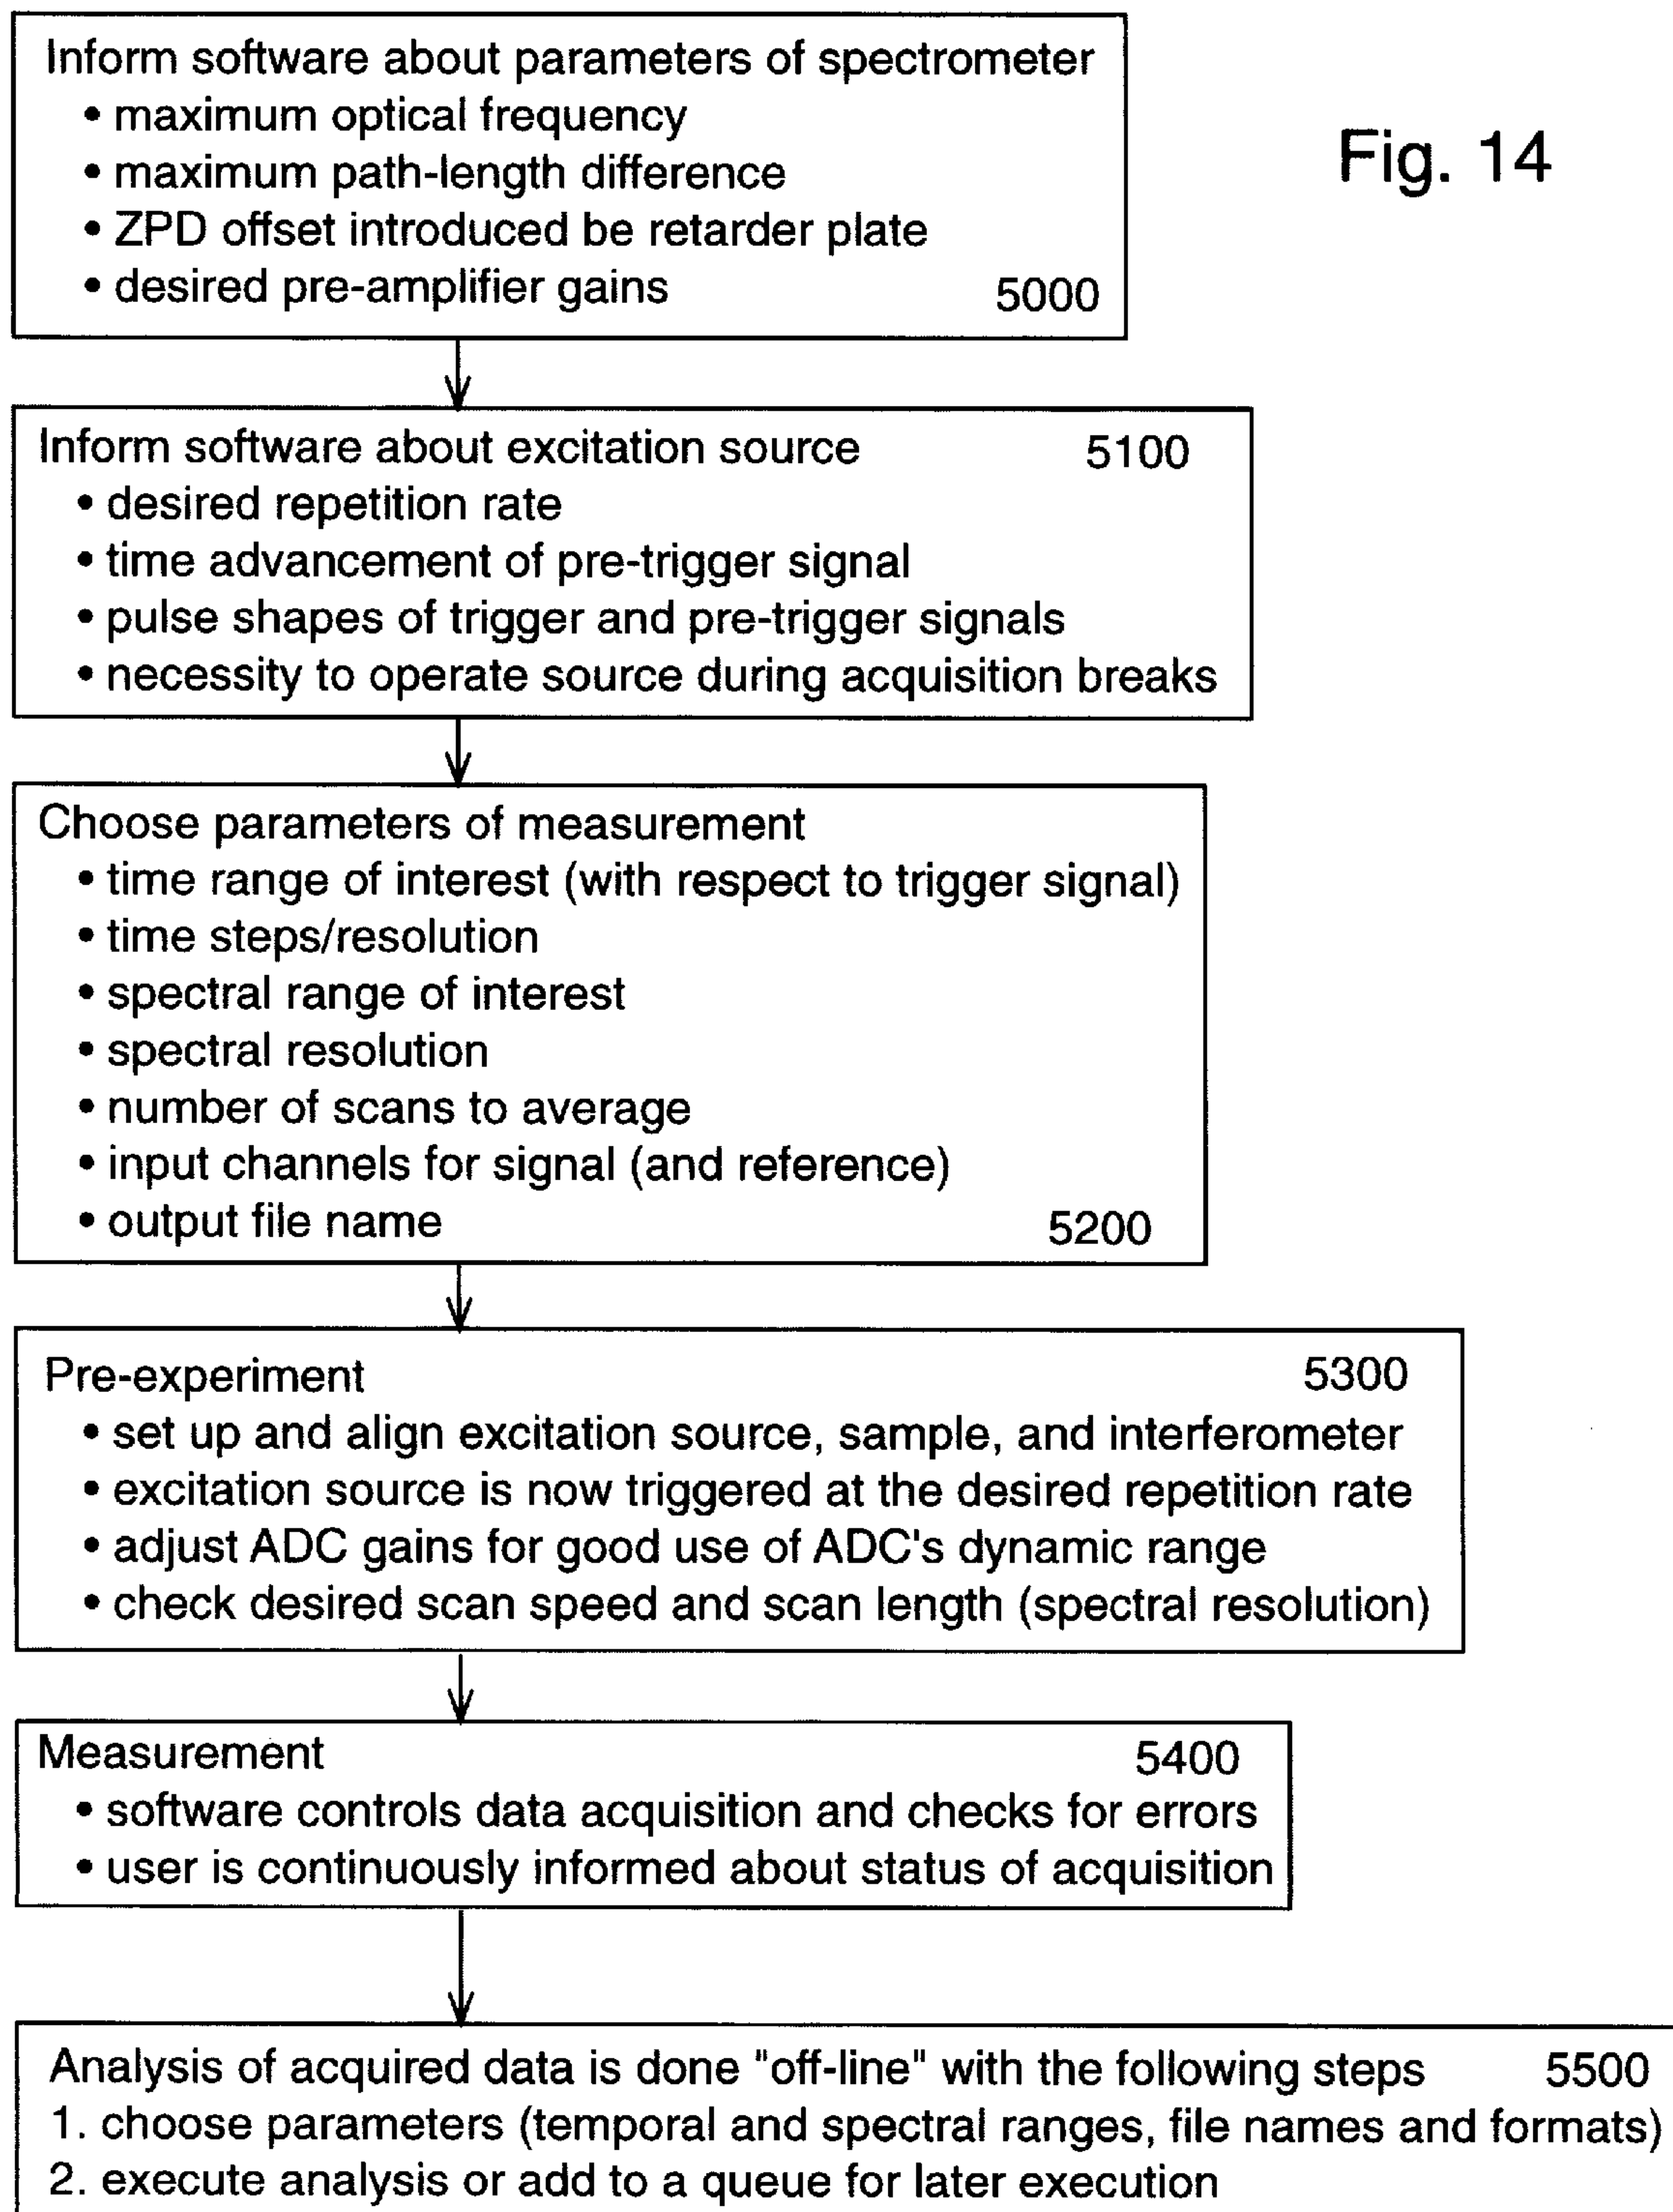 Fig. 14
Inform software about parameters of spectrometer
• maximum optical frequency
• maximum path-length difference
• ZPD offset introduced be retarder plate
• desired pre-amplifier gains 5000
Inform software about excitation source 5100
• desired repetition rate
• time advancement of pre-trigger signal
• pulse shapes of trigger and pre-trigger signals
• necessity to operate source during acquisition breaks
Choose parameters of measurement
• time range of interest (with respect to trigger signal)
• time steps/resolution
• spectral range of interest
• spectral resolution
• number of scans to average
• input channels for signal (and reference)
• output file name 5200
Pre-experiment 5300
• set up and align excitation source, sample, and interferometer
• excitation source is now triggered at the desired repetition rate
• adjust ADC gains for good use of ADC's dynamic range
• check desired scan speed and scan length (spectral resolution)
Measurement 5400
• software controls data acquisition and checks for errors
• user is continuously informed about status of acquisition
Analysis of acquired data is done "off-line" with the following steps 5500
1. choose parameters (temporal and spectral ranges, file names and formats)
2. execute analysis or add to a queue for later execution